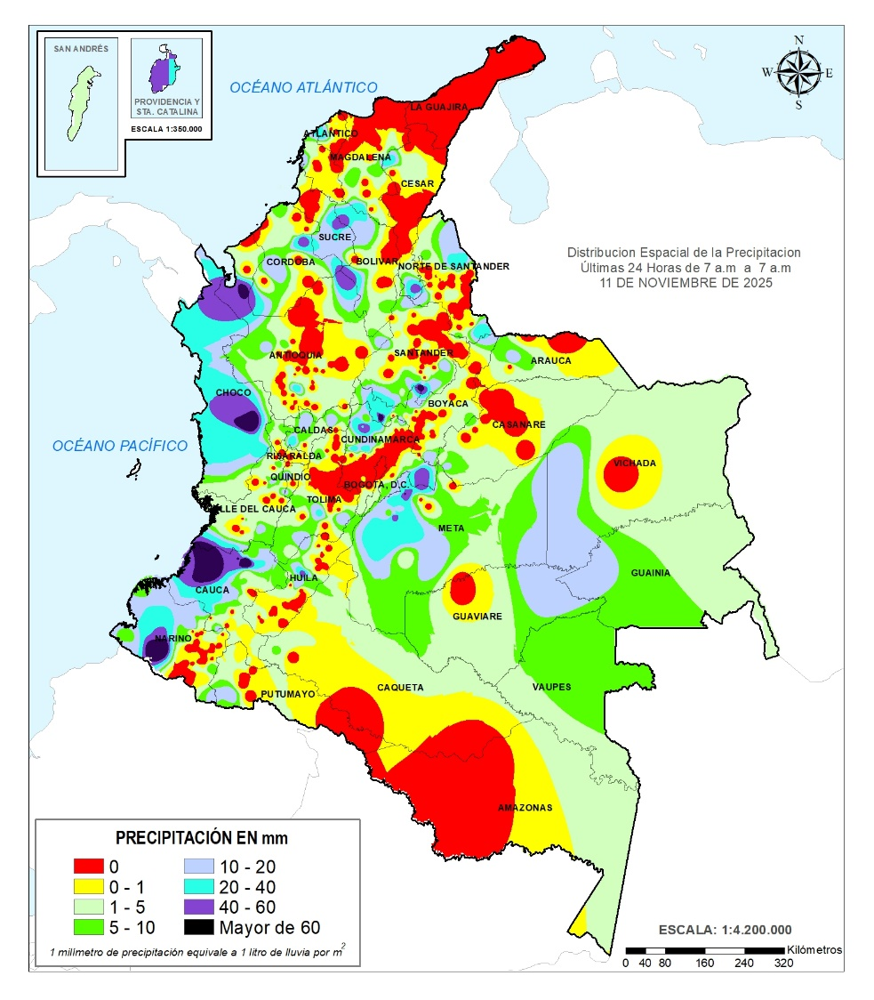 SAN ANDRÉS
PROVIDENCIA Y
STA. CATALINA
ESCALA 1:350.000
OCÉANO ATLÁNTICO
N
W
E
S
LA GUAJIRA
ATLANTICO
MAGDALENA
CESAR
SUCRE
CORDOBA
BOLIVAR
NORTE DE SANTANDER
Distribucion Espacial de la Precipitacion
Últimas 24 Horas de 7 a.m a 7 a.m
11 DE NOVIEMBRE DE 2025
ANTIOQUIA
SANTANDER
ARAUCA
CHOCO
BOYACA
CASANARE
CALDAS
CUNDINAMARCA
OCÉANO PACÍFICO
RISARALDA
VICHADA
QUINDIO
BOGOTA, D.C.
TOLIMA
LLE DEL CAUCA
META
GUAINIA
HUILA
CAUCA
GUAVIARE
NARINO
PUTUMAYO
CAQUETA
VAUPES
AMAZONAS
PRECIPITACIÓN EN mm
0
10 - 20
0 - 1
20 - 40
1 - 5
40 - 60
5 - 10
Mayor de 60
1 milimetro de precipitación equivale a 1 litro de lluvia por m2
ESCALA: 1:4.200.000
Kilómetros
0 40 80 160 240 320